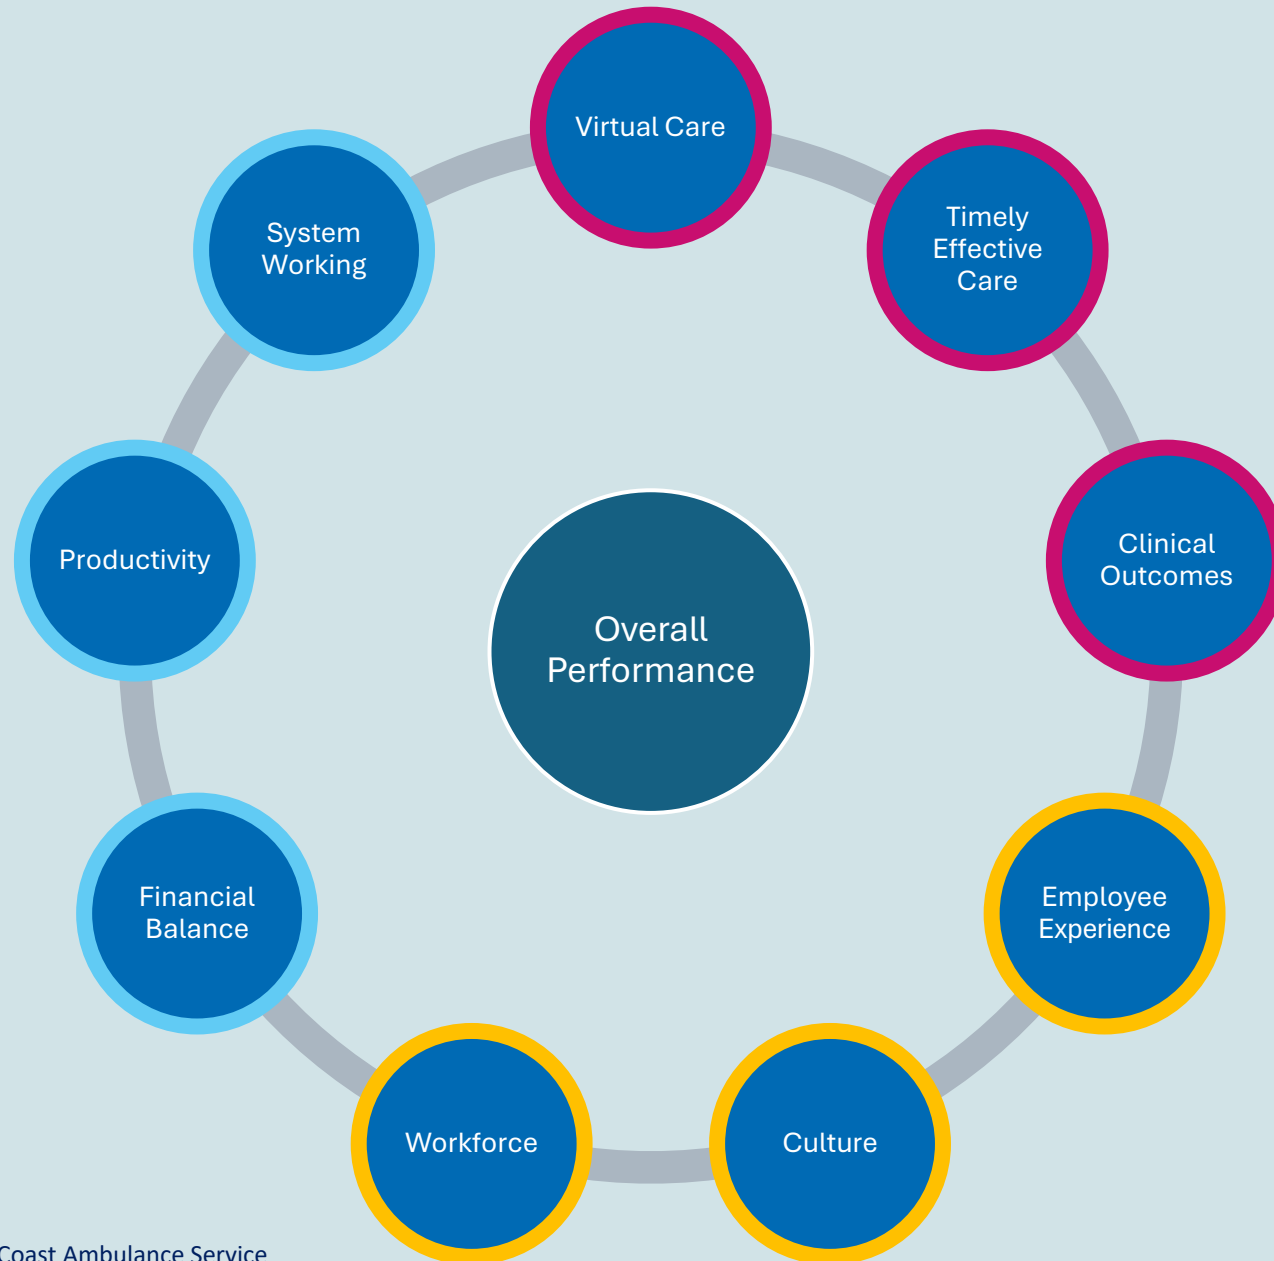 Virtual Care
Timely
Effective
Care
Clinical
Outcomes
Employee
Experience
Culture
Workforce
Financial
Balance
Productivity
System
Working
Overall
Performance
Coast Ambulance Service